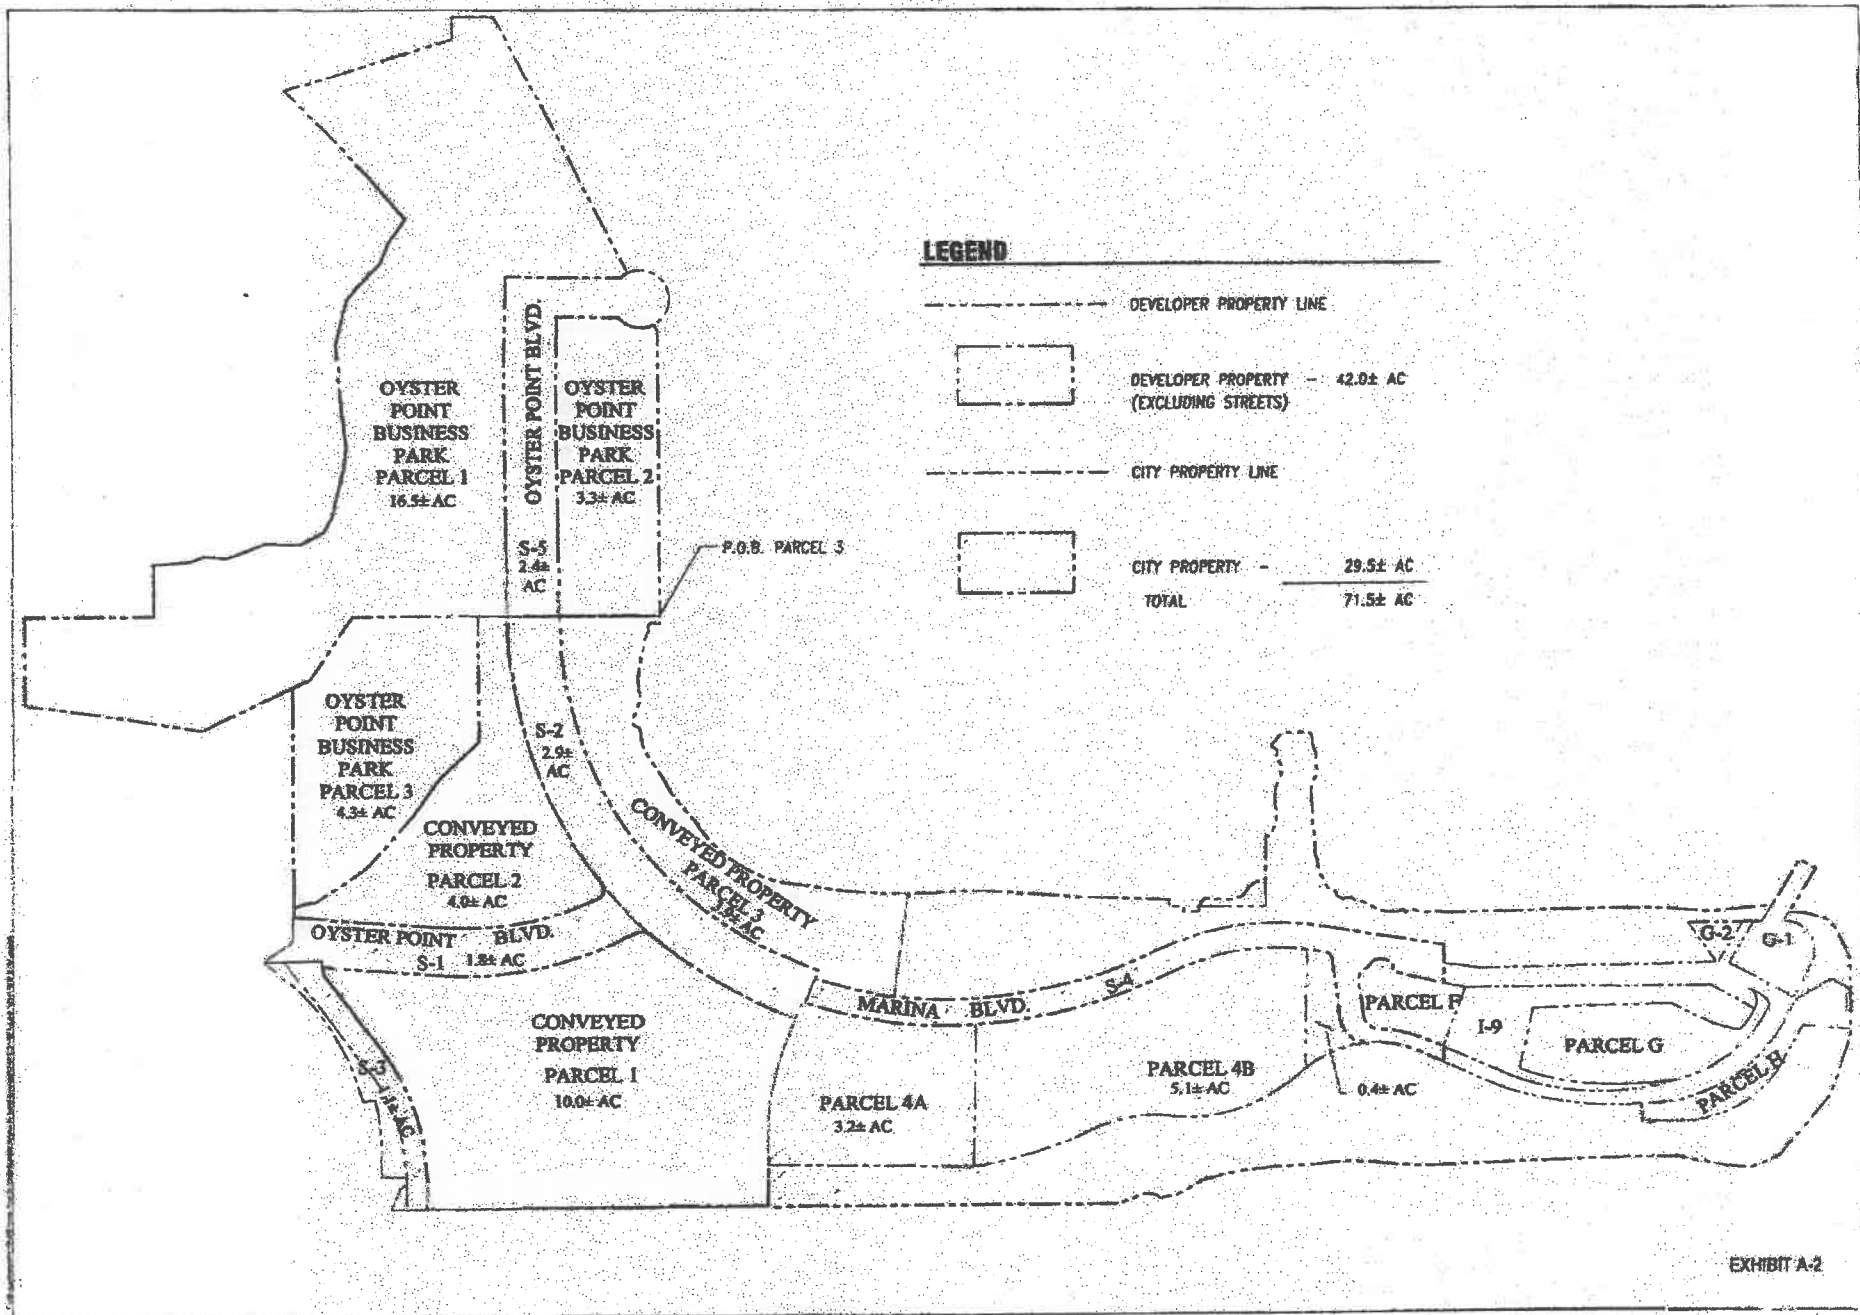 LEGEND
DEVELOPER PROPERTY LINE
DEVELOPER PROPERTY - 42.0± AC
(EXCLUDING STREETS)
CITY PROPERTY LINE
CITY PROPERTY - 29.5± AC
TOTAL 71.5± AC
OYSTER
POINT
BUSINESS
PARK
PARCEL 1
16.5± AC
OYSTER POINT BLVD.
S-5
2.4±
AC
OYSTER
POINT
BUSINESS
PARK
PARCEL 2
3.3± AC
P.O.B. PARCEL 3
OYSTER
POINT
BUSINESS
PARK
PARCEL 3
4.3± AC
S-2
2.9±
AC
CONVEYED
PROPERTY
PARCEL 2
4.0± AC
CONVEYED PROPERTY
PARCEL 3
AC
OYSTER POINT BLVD.
S-1 1.8± AC
S-3
AC
CONVEYED
PROPERTY
PARCEL 1
10.0± AC
MARINA BLVD.
S-4
PARCEL 4A
3.2± AC
PARCEL 4B
5.1± AC
0.4± AC
PARCEL F
I-9
PARCEL G
PARCEL H
G-2
G-1
EXHIBIT A-2